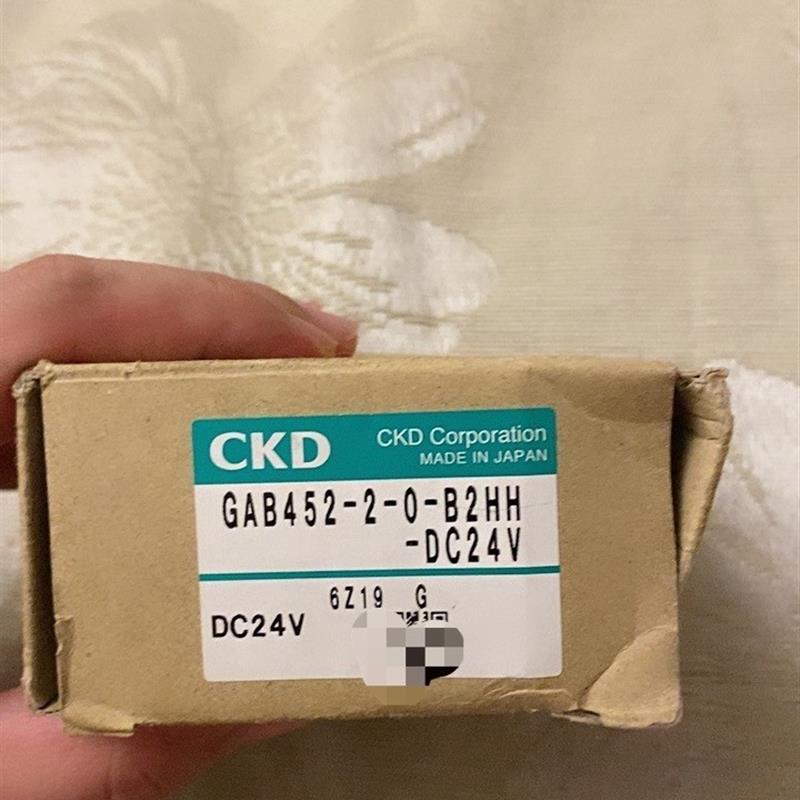 CKD
CKD Corporation
MADE IN JAPAN
GAB452-2-0-B2HH
-DC24V
6Z19 G
DC24V